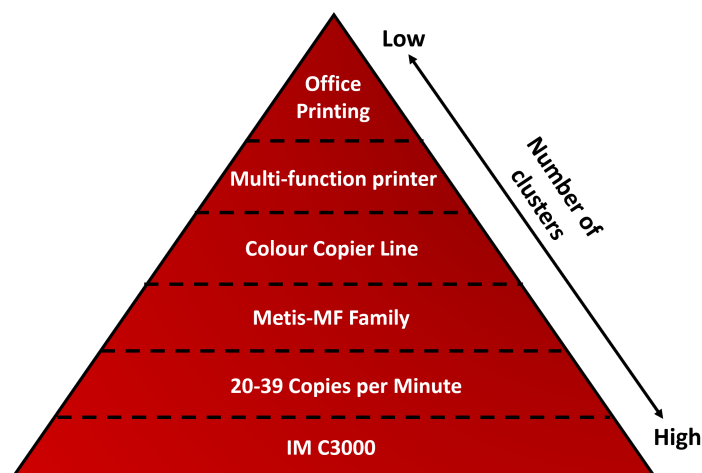 Low
Office
Printing
Multi-function printer
Number of
clusters
Colour Copier Line
Metis-MF Family
20-39 Copies per Minute
High
IM C3000